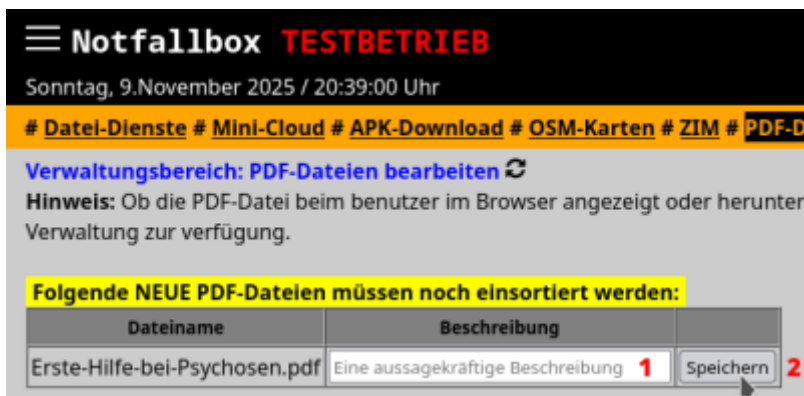 Notfallbox TESTBETRIEB
Sonntag, 9.November 2025 / 20:39:00 Uhr
# Datei-Dienste # Mini-Cloud # APK-Download # OSM-Karten # ZIM # PDF-D
Verwaltungsbereich: PDF-Dateien bearbeiten
Hinweis: Ob die PDF-Datei beim benutzer im Browser angezeigt oder herunter
Verwaltung zur verfügung.
Folgende NEUE PDF-Dateien müssen noch einsortiert werden:
Dateiname Beschreibung
Erste-Hilfe-bei-Psychosen.pdf Eine aussagekräftige Beschreibung 1 Speichern 2